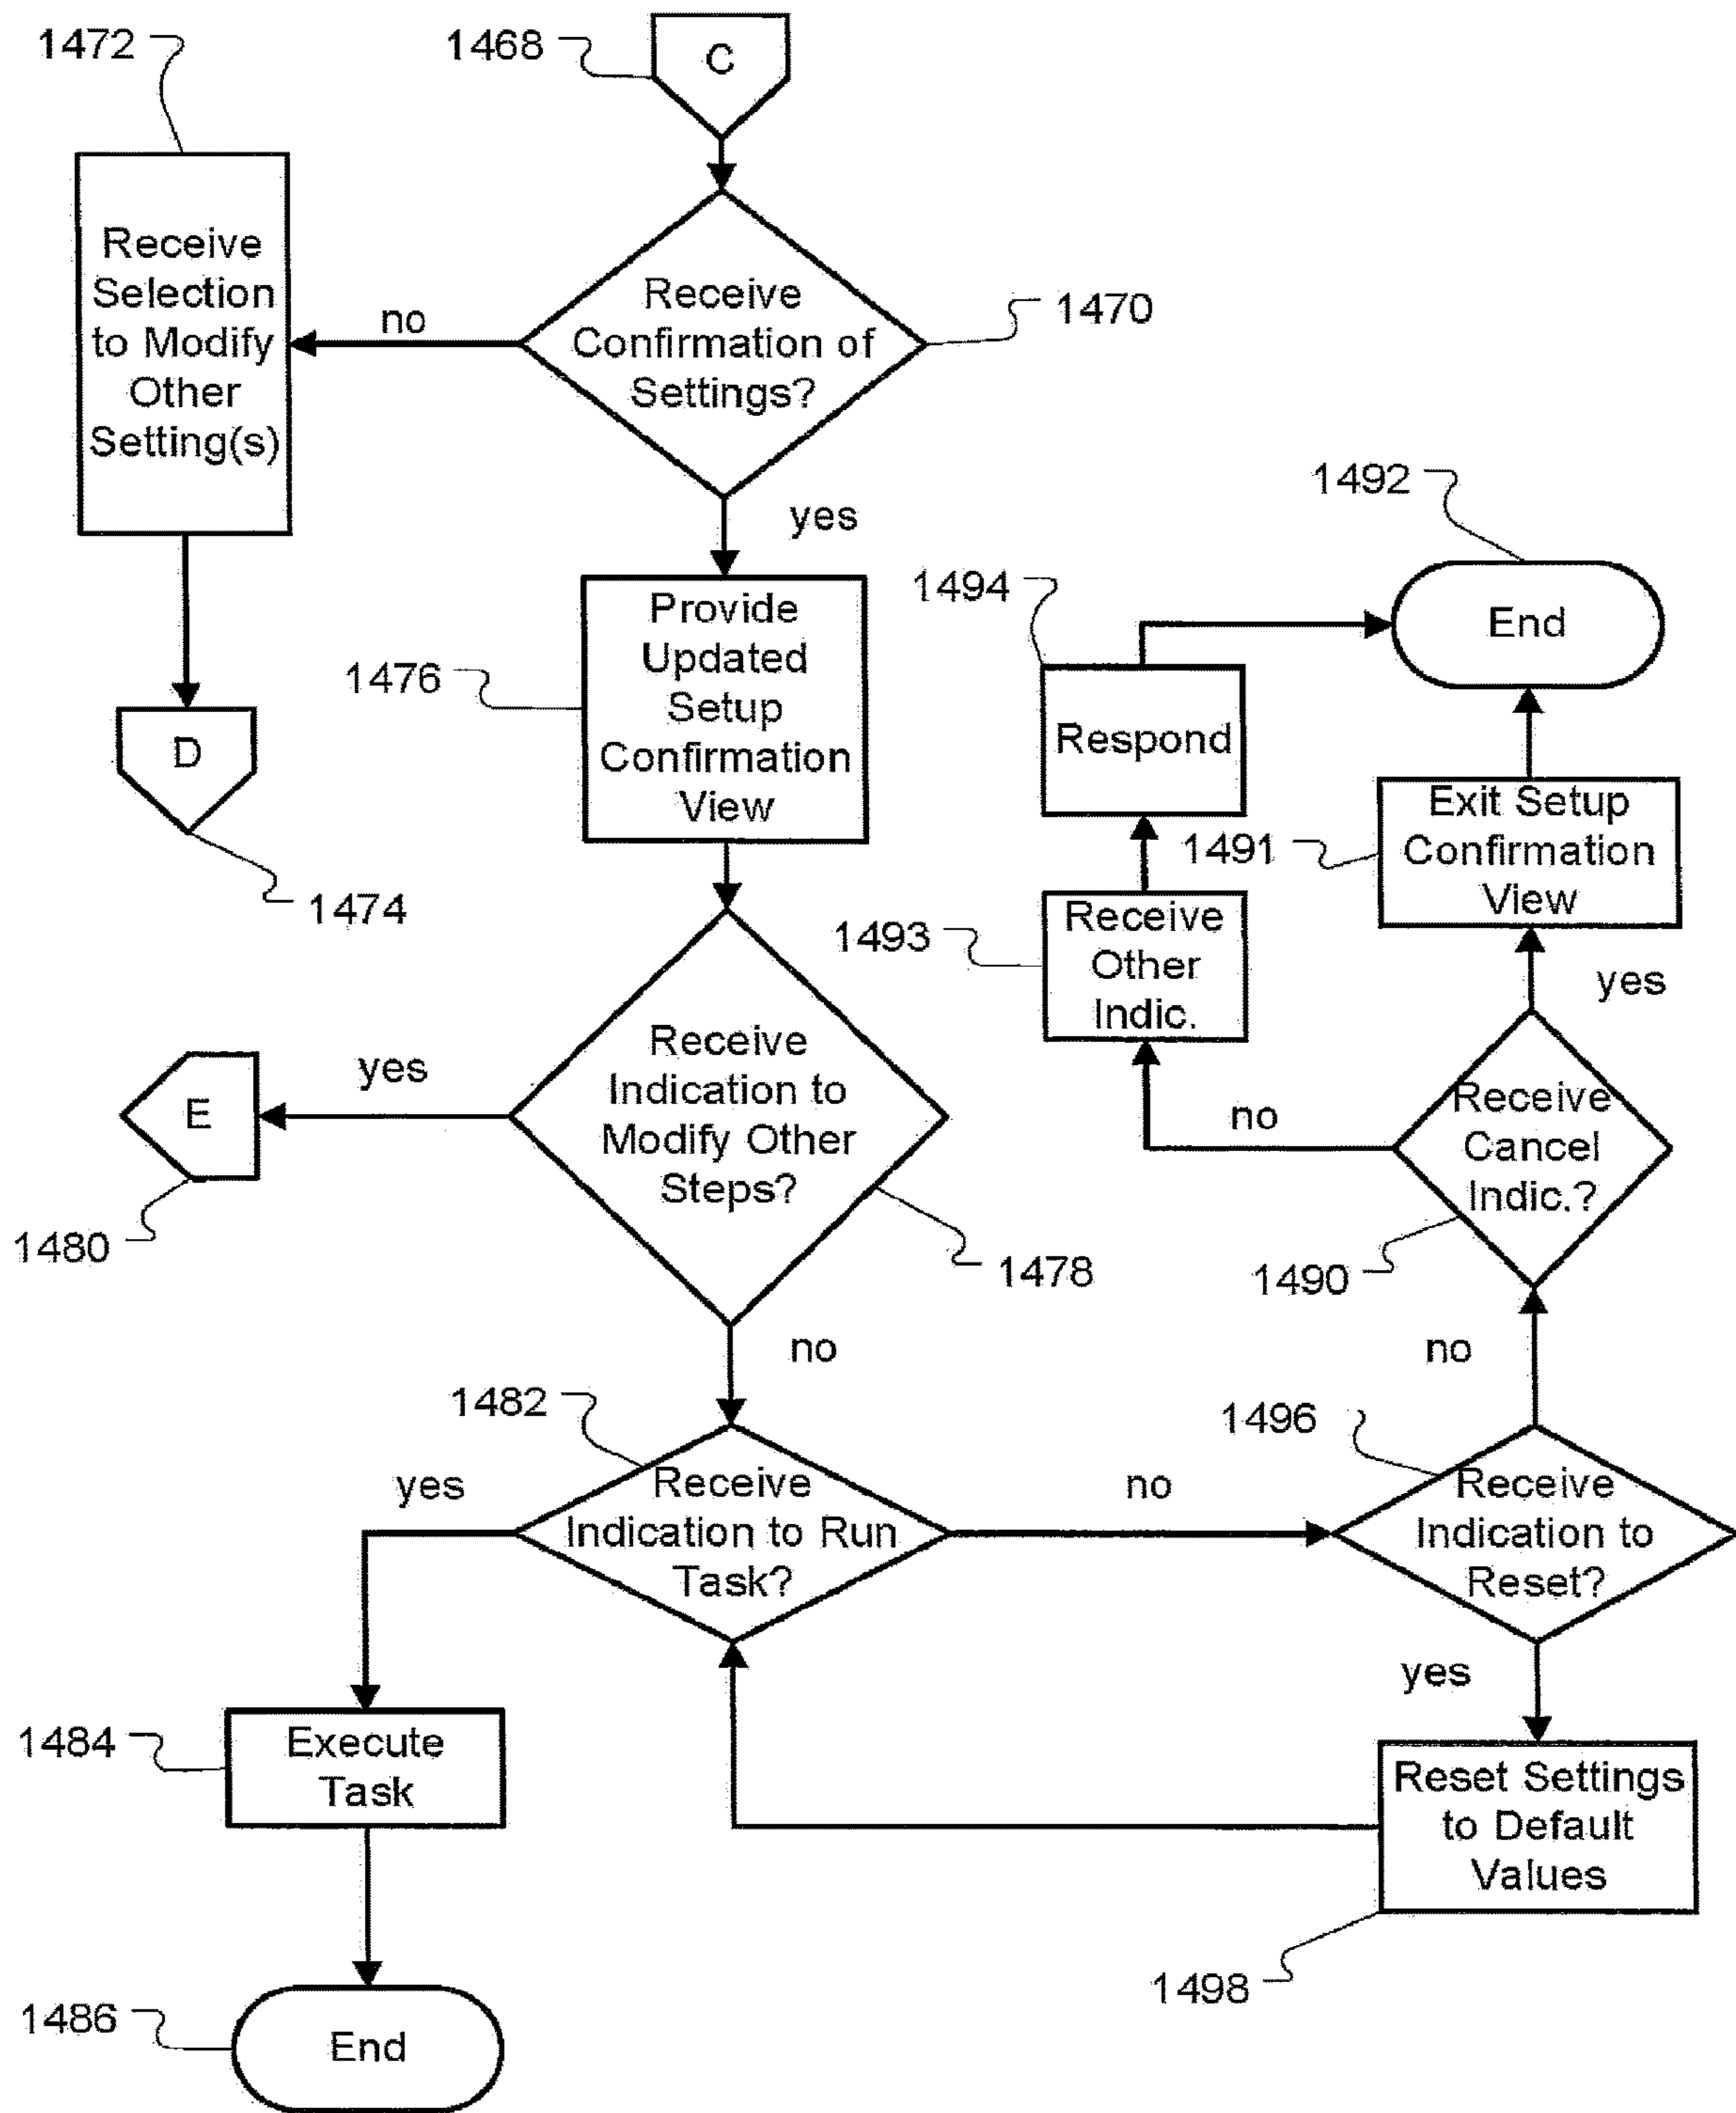 1472
1468
C
Receive
Selection
to Modify
Other
Setting(s)
no
Receive
Confirmation of
Settings?
1470
yes
D
1474
1476
Provide
Updated
Setup
Confirmation
View
1492
End
1494
Respond
1491
Exit Setup
Confirmation
View
1493
Receive
Other
Indic.
yes
E
1480
yes
Receive
Indication to
Modify Other
Steps?
1478
no
Receive
Cancel
Indic.?
1490
no
no
1482
yes
Receive
Indication to Run
Task?
no
1496
Receive
Indication to
Reset?
yes
1484
Execute
Task
Reset Settings
to Default
Values
1498
1486
End